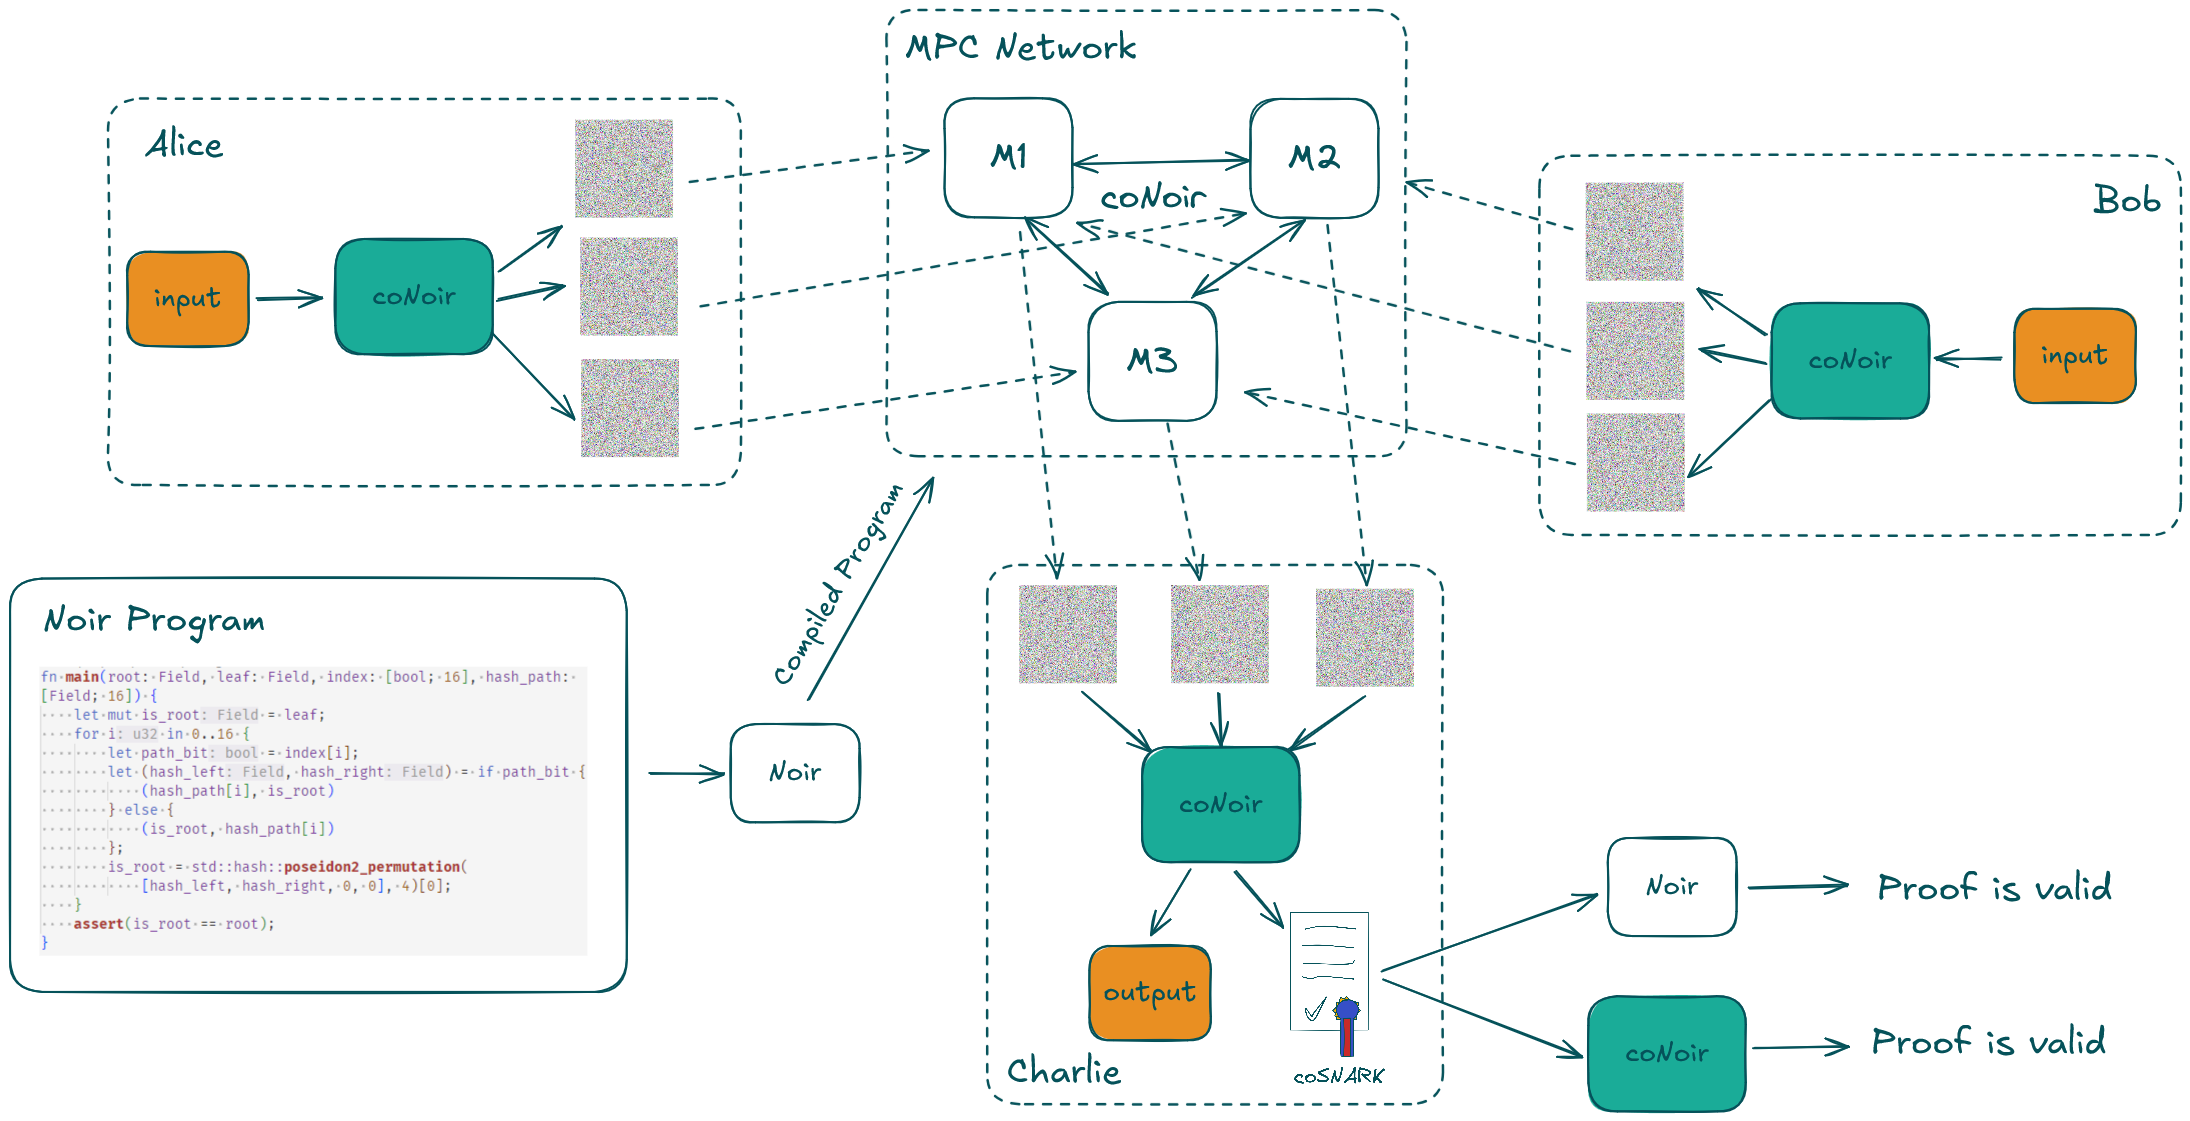 MPC Network
Alice
M1
M2
coNoir
M3
input
coNoir
Bob
coNoir
input
Compiled Program
Noir Program
fn main(root: Field, leaf: Field, index: [bool; 16], hash_path:
[Field; 16]) {
let mut is_root: Field = leaf;
for i: u32 in 0..16 {
let path_bit: bool = index[i];
let (hash_left: Field, hash_right: Field) = if path_bit {
(hash_path[i], is_root)
} else {
(is_root, hash_path[i])
};
is_root = std::hash::poseidon2_permutation(
[hash_left, hash_right, 0, 0], 4)[0];
}
assert(is_root == root);
}
Noir
coNoir
output
coSNARK
Charlie
Noir
Proof is valid
coNoir
Proof is valid